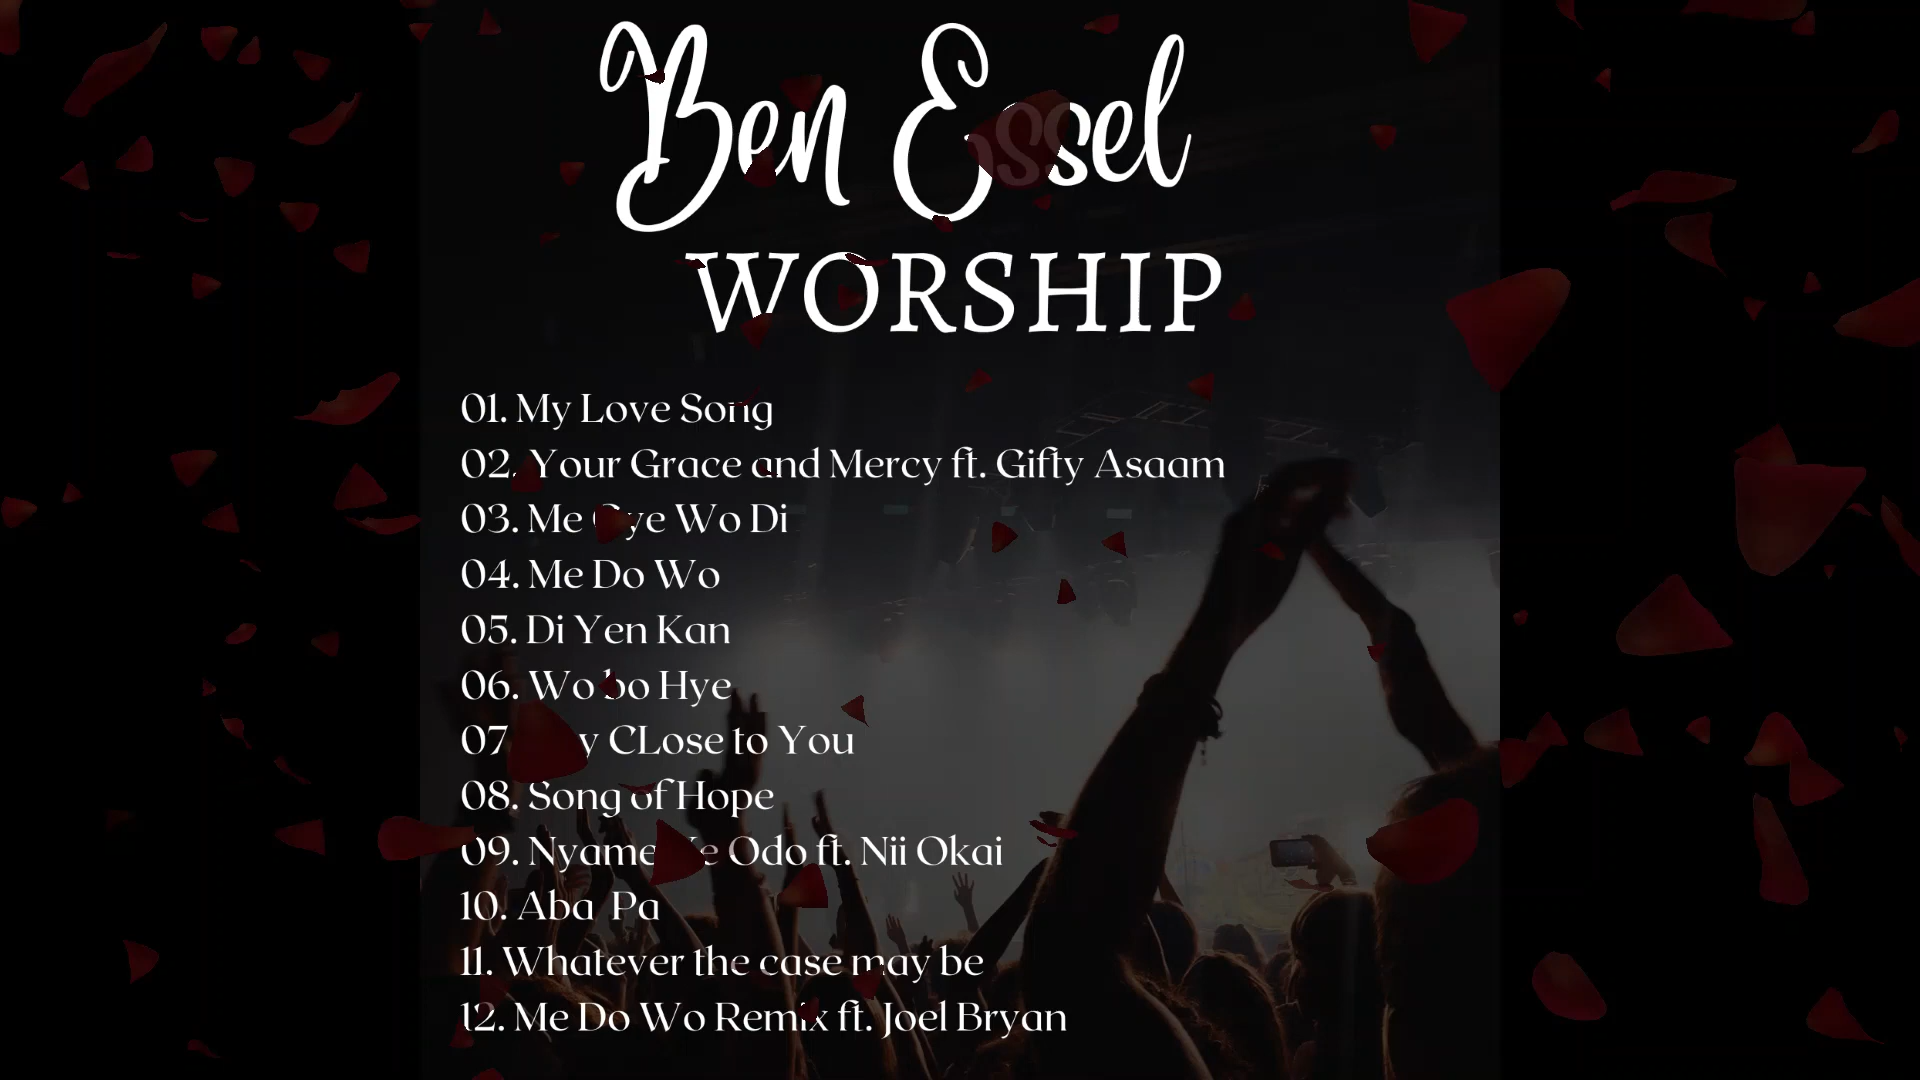 Ben Essel
WORSHIP
01. My Love Song
02. Your Grace and Mercy ft. Gifty Asaam
03. Me Gye Wo Di
04. Me Do Wo
05. Di Yen Kan
06. Wo bo Hye
07 CLose to You
08. Song of Hope
09. Nyame Ye Odo ft. Nii Okai
10. Aba Pa
11. Whatever the case may be
12. Me Do Wo Remix ft. Joel Bryan